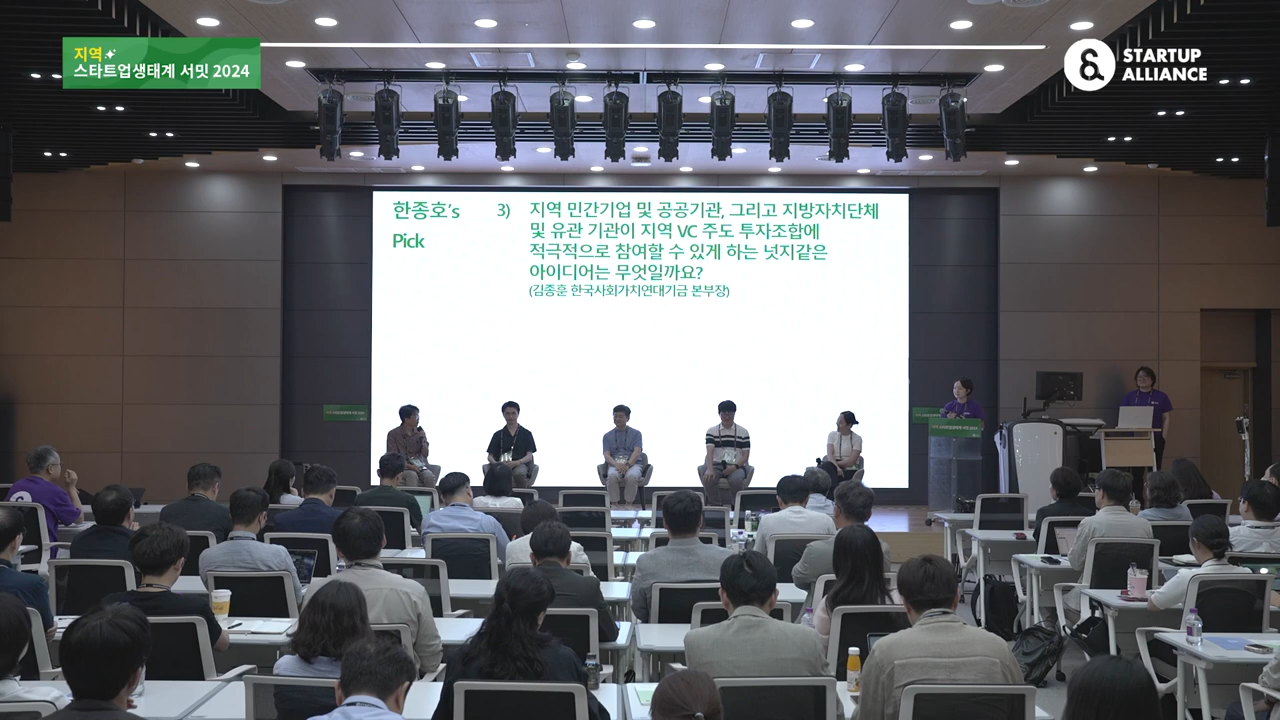 지역
스타트업생태계 서밋 2024
STARTUP
ALLIANCE
한종호's
Pick
3) 지역 민간기업 및 공공기관, 그리고 지방자치단체
및 유관 기관이 지역 VC 주도 투자조합에
적극적으로 참여할 수 있게 하는 넛지같은
아이디어는 무엇일까요?
(김종훈 한국사회가치연대기금 본부장)